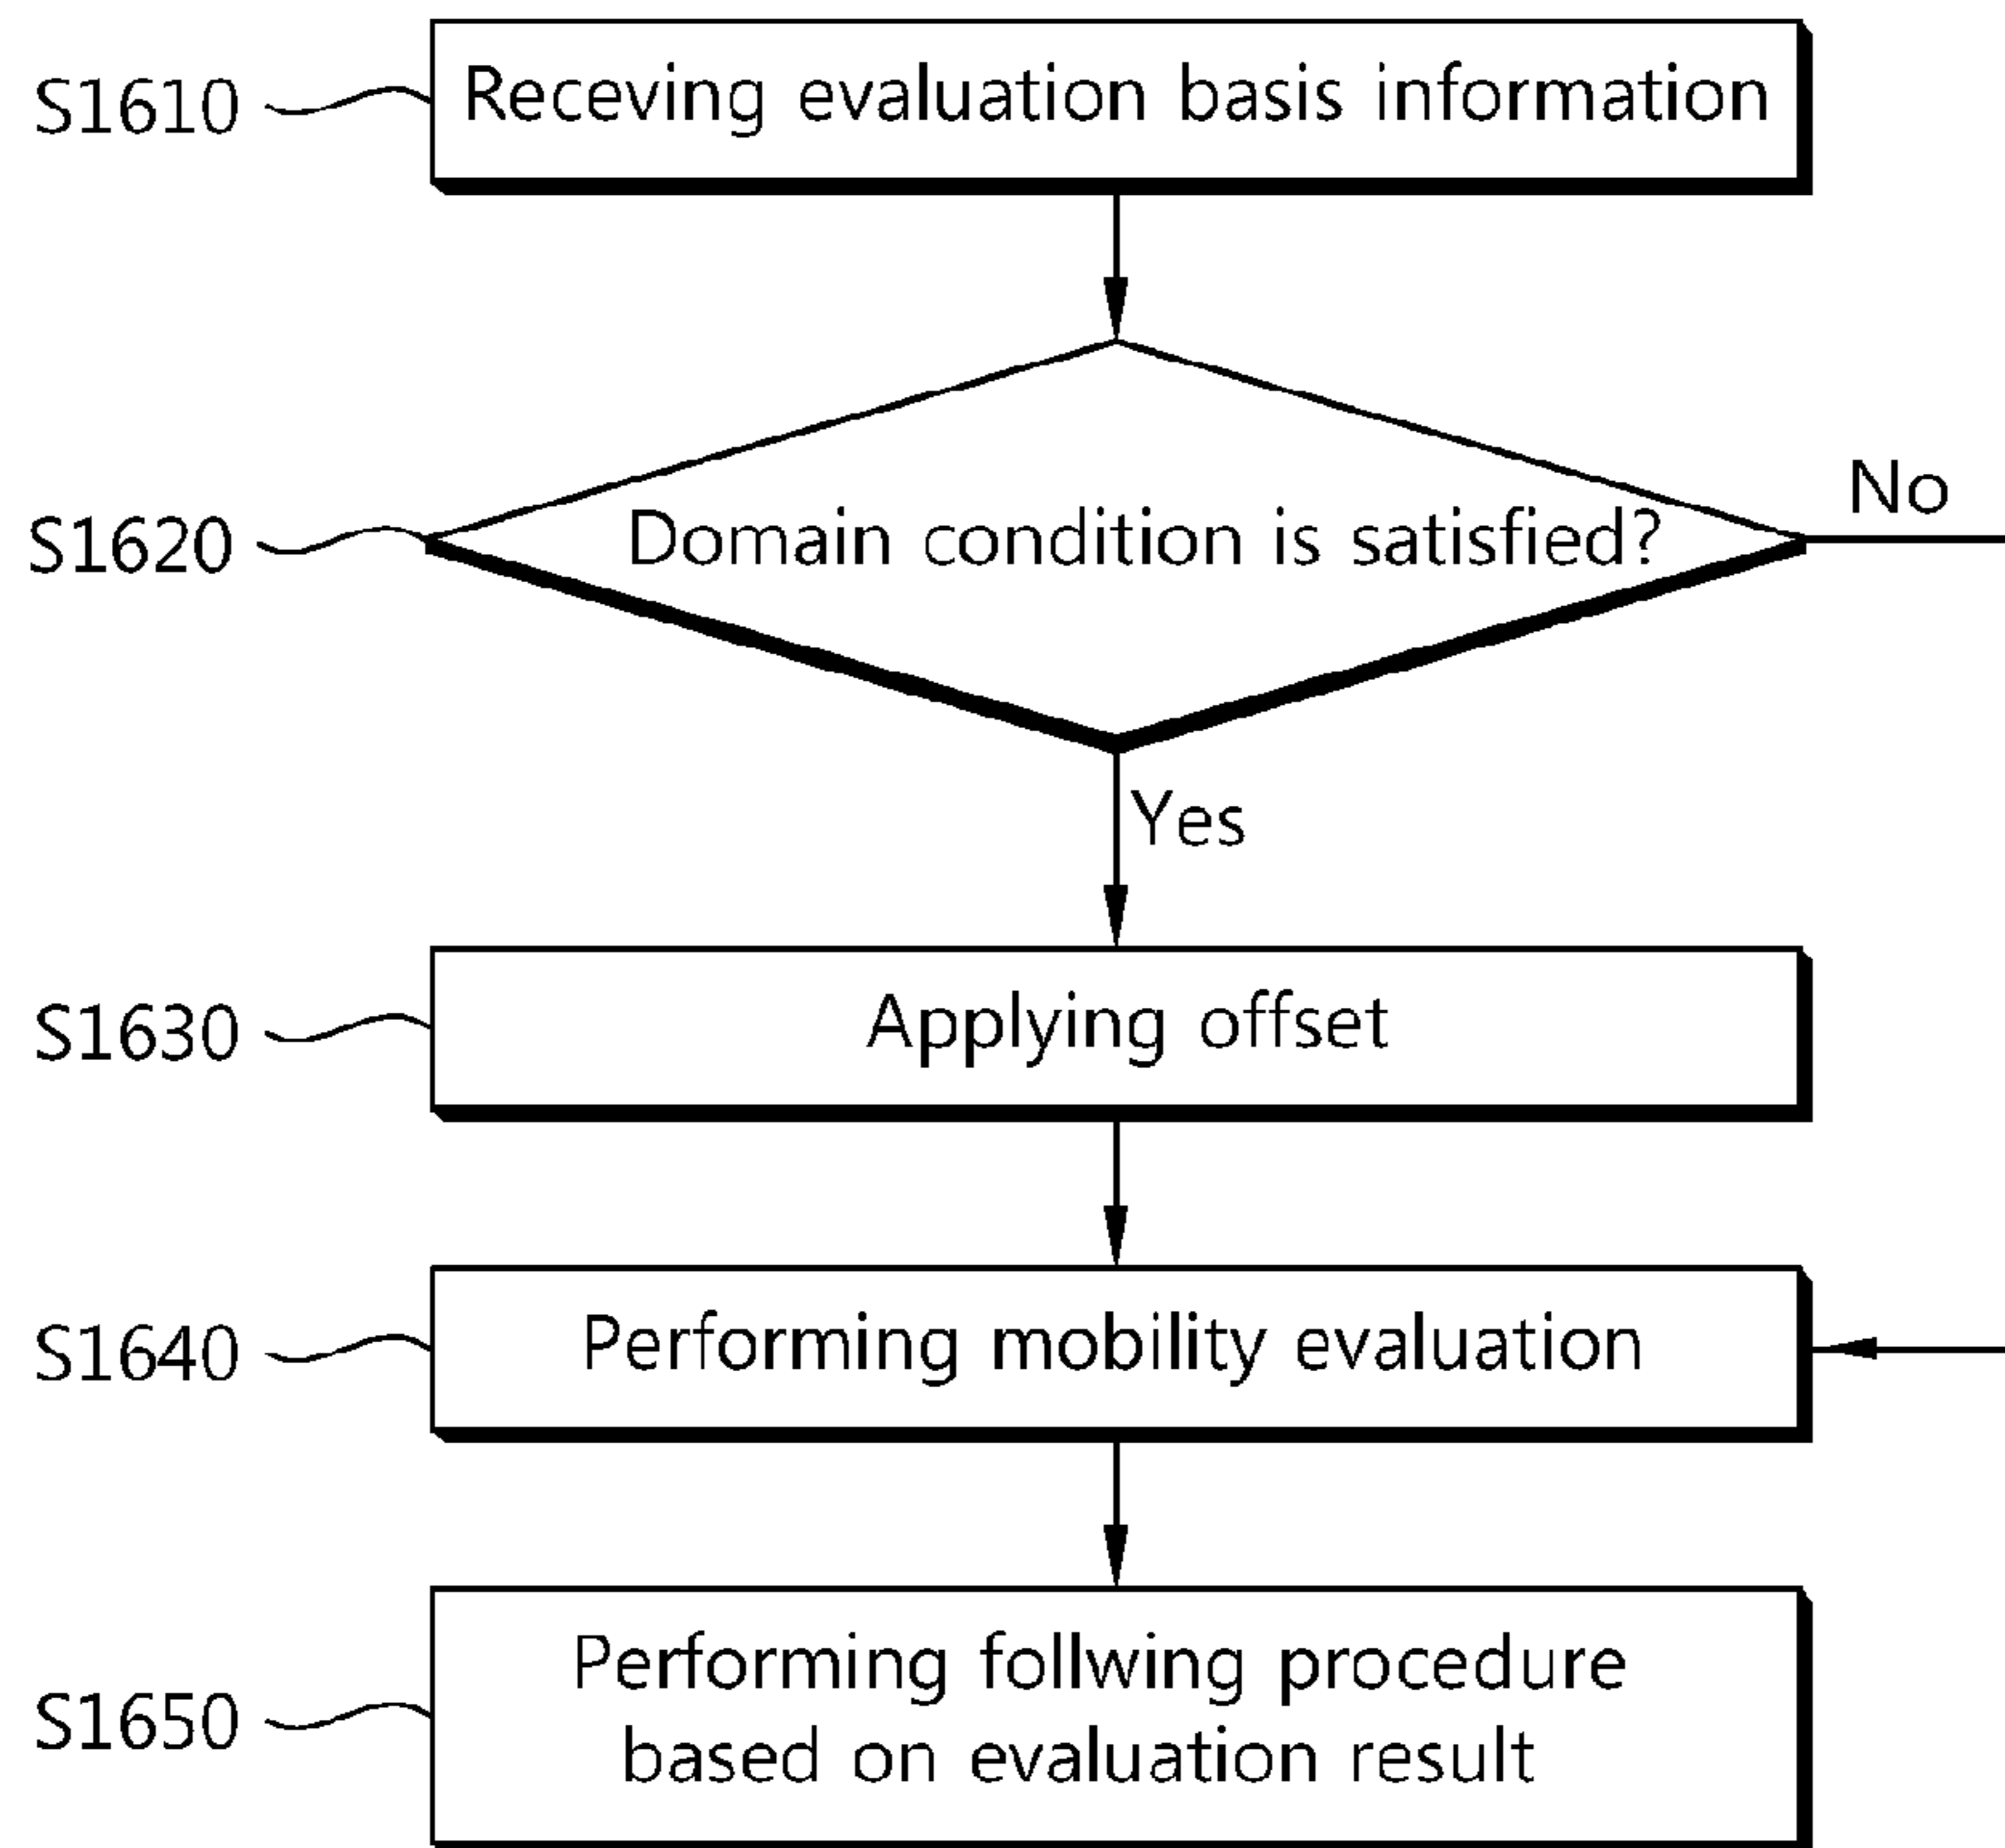 S1610
Receving evaluation basis information
S1620
Domain condition is satisfied?
No
Yes
S1630
Applying offset
S1640
Performing mobility evaluation
S1650
Performing follwing procedure
based on evaluation result